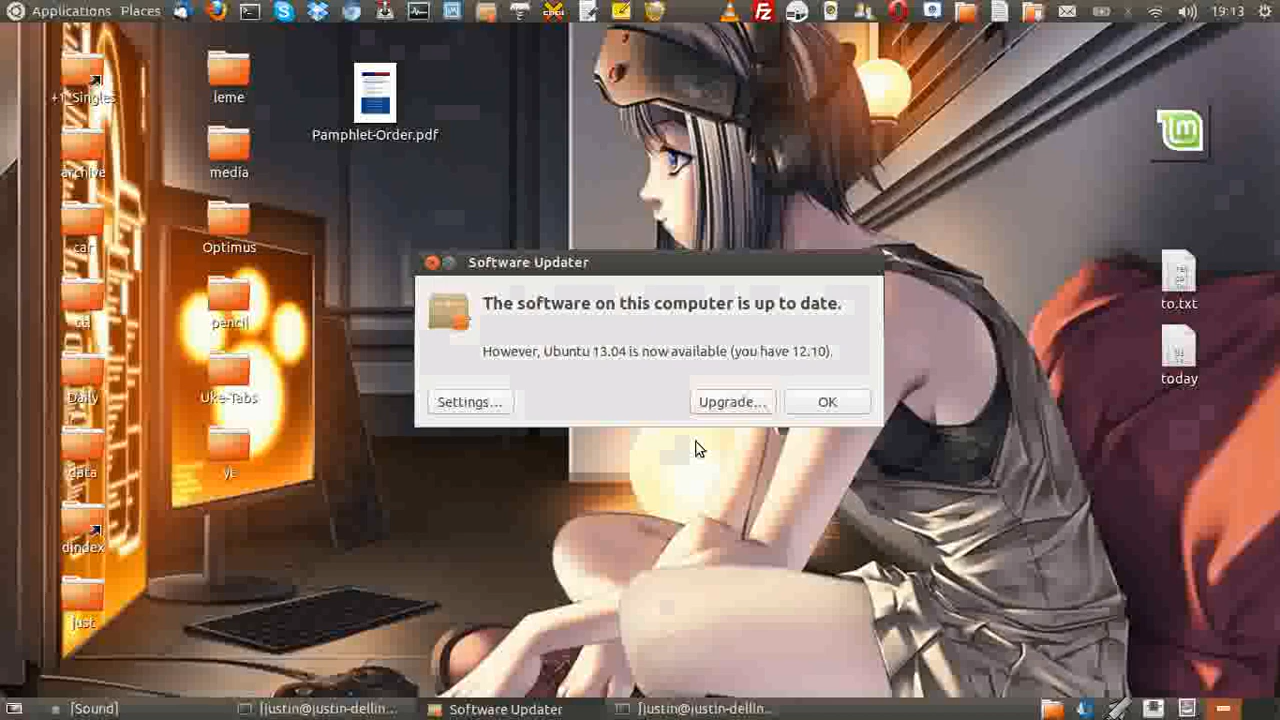 Applications Places
19:13
+1 Singles
leme
Pamphlet-Order.pdf
archive
media
car
Optimus
to.txt
ctl
pencil
today
Daily
Uke-Tabs
data
yt
dindex
just
Software Updater
The software on this computer is up to date.
However, Ubuntu 13.04 is now available (you have 12.10).
Settings...
Upgrade...
OK
[Sound]
[justin@justin-dellin...
Software Updater
[justin@justin-dellin...